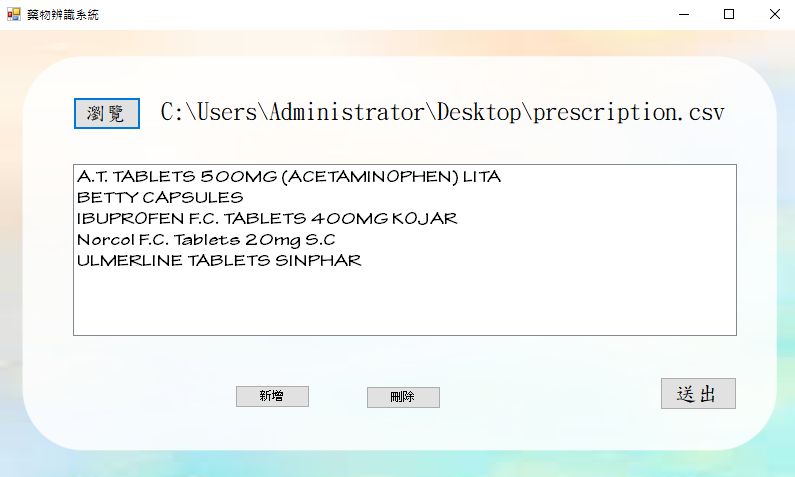 藥物辨識系統
瀏覽 C:\Users\Administrator\Desktop\prescription.csv
A.T. TABLETS 500MG (ACETAMINOPHEN) LITA
BETTY CAPSULES
IBUPROFEN F.C. TABLETS 400MG KOJAR
Norcol F.C. Tablets 20mg S.C
ULMERLINE TABLETS SINPHAR
新增 刪除 送出